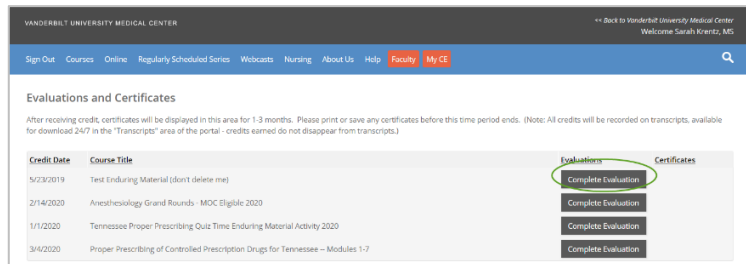 VANDERBILT UNIVERSITY MEDICAL CENTER
<< Back to Vanderbilt University Medical Center
Welcome Sarah Krentz, MS
Sign Out Courses Online Regularly Scheduled Series Webcasts Nursing About Us Help Faculty My CE
Evaluations and Certificates
After receiving credit, certificates will be displayed in this area for 1-3 months. Please print or save any certificates before this time period ends. (Note: All credits will be recorded on transcripts, available
for download 24/7 in the "Transcripts" area of the portal - credits earned do not disappear from transcripts.)
Credit Date Course Title Evaluations Certificates
5/23/2019 Test Enduring Material (don't delete me) Complete Evaluation
2/14/2020 Anesthesiology Grand Rounds - MOC Eligible 2020 Complete Evaluation
1/1/2020 Tennessee Proper Prescribing Quiz Time Enduring Material Activity 2020 Complete Evaluation
3/4/2020 Proper Prescribing of Controlled Prescription Drugs for Tennessee -- Modules 1-7 Complete Evaluation